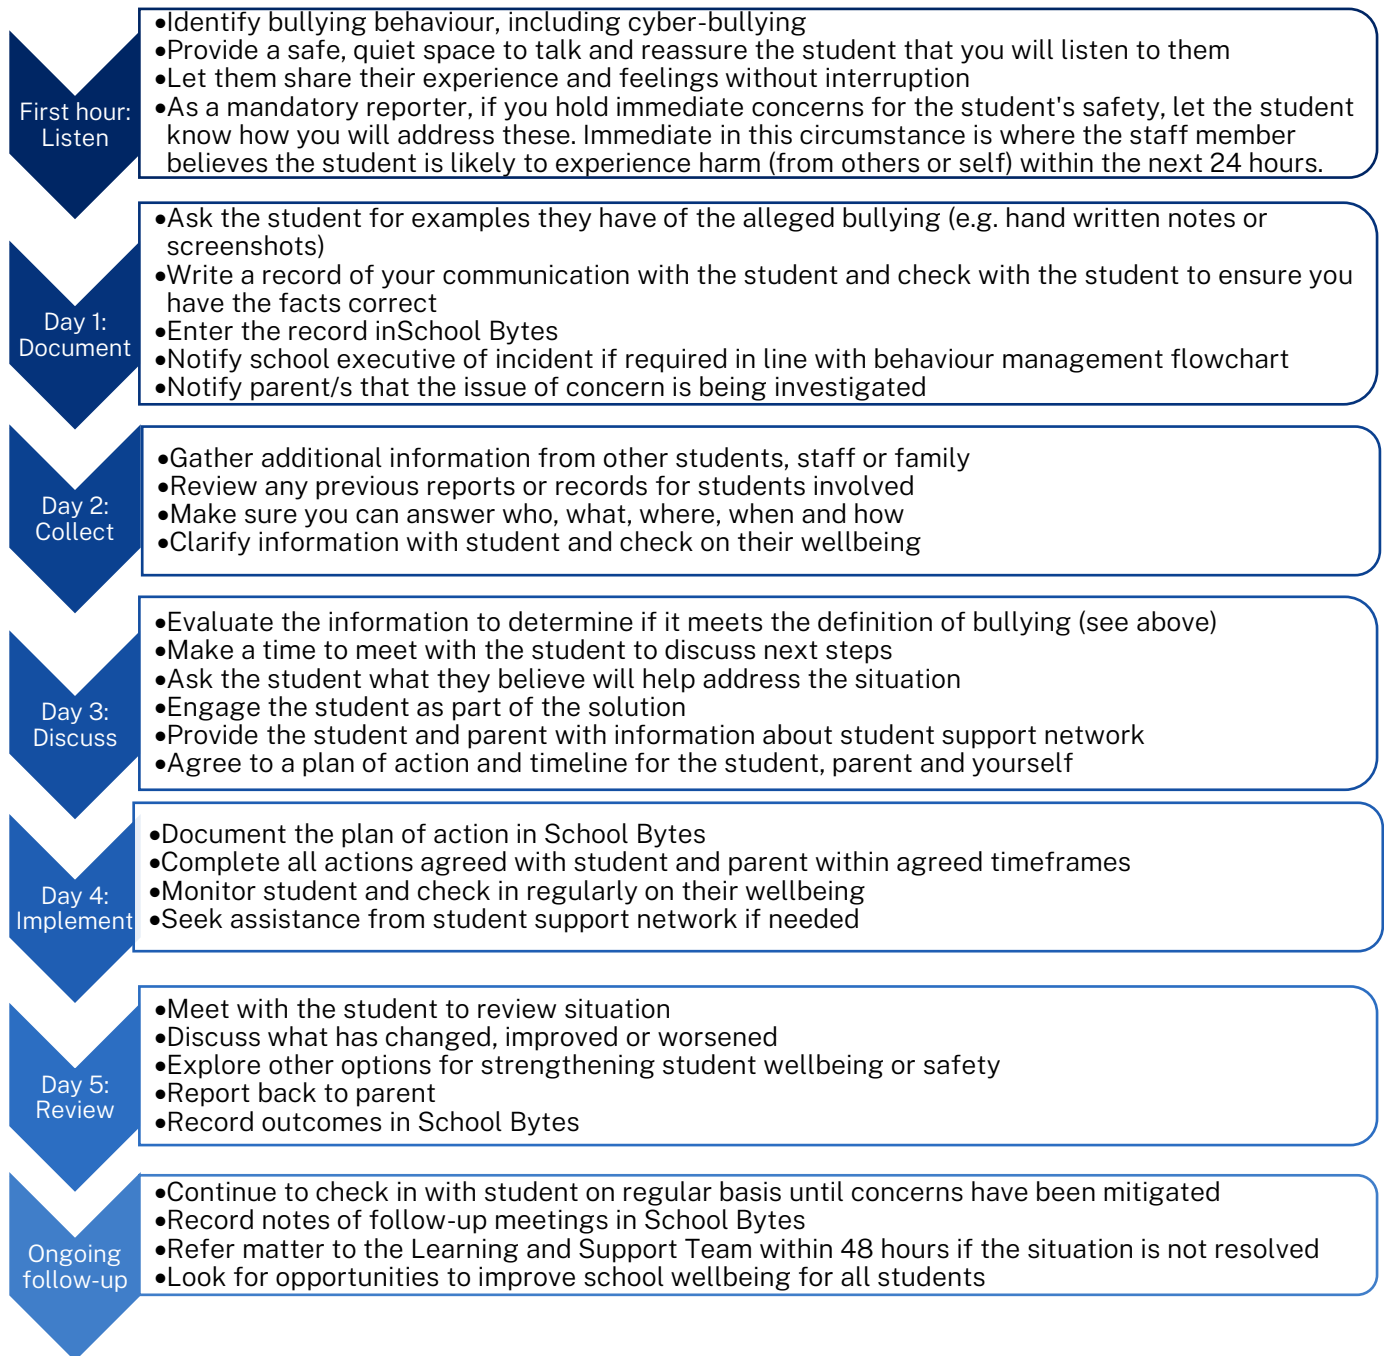 First hour:
Listen
•Identify bullying behaviour, including cyber-bullying
•Provide a safe, quiet space to talk and reassure the student that you will listen to them
•Let them share their experience and feelings without interruption
•As a mandatory reporter, if you hold immediate concerns for the student's safety, let the student
know how you will address these. Immediate in this circumstance is where the staff member
believes the student is likely to experience harm (from others or self) within the next 24 hours.
Day 1:
Document
•Ask the student for examples they have of the alleged bullying (e.g. hand written notes or
screenshots)
•Write a record of your communication with the student and check with the student to ensure you
have the facts correct
•Enter the record inSchool Bytes
•Notify school executive of incident if required in line with behaviour management flowchart
•Notify parent/s that the issue of concern is being investigated
Day 2:
Collect
•Gather additional information from other students, staff or family
•Review any previous reports or records for students involved
•Make sure you can answer who, what, where, when and how
•Clarify information with student and check on their wellbeing
Day 3:
Discuss
•Evaluate the information to determine if it meets the definition of bullying (see above)
•Make a time to meet with the student to discuss next steps
•Ask the student what they believe will help address the situation
•Engage the student as part of the solution
•Provide the student and parent with information about student support network
•Agree to a plan of action and timeline for the student, parent and yourself
Day 4:
Implement
•Document the plan of action in School Bytes
•Complete all actions agreed with student and parent within agreed timeframes
•Monitor student and check in regularly on their wellbeing
•Seek assistance from student support network if needed
Day 5:
Review
•Meet with the student to review situation
•Discuss what has changed, improved or worsened
•Explore other options for strengthening student wellbeing or safety
•Report back to parent
•Record outcomes in School Bytes
Ongoing
follow-up
•Continue to check in with student on regular basis until concerns have been mitigated
•Record notes of follow-up meetings in School Bytes
•Refer matter to the Learning and Support Team within 48 hours if the situation is not resolved
•Look for opportunities to improve school wellbeing for all students